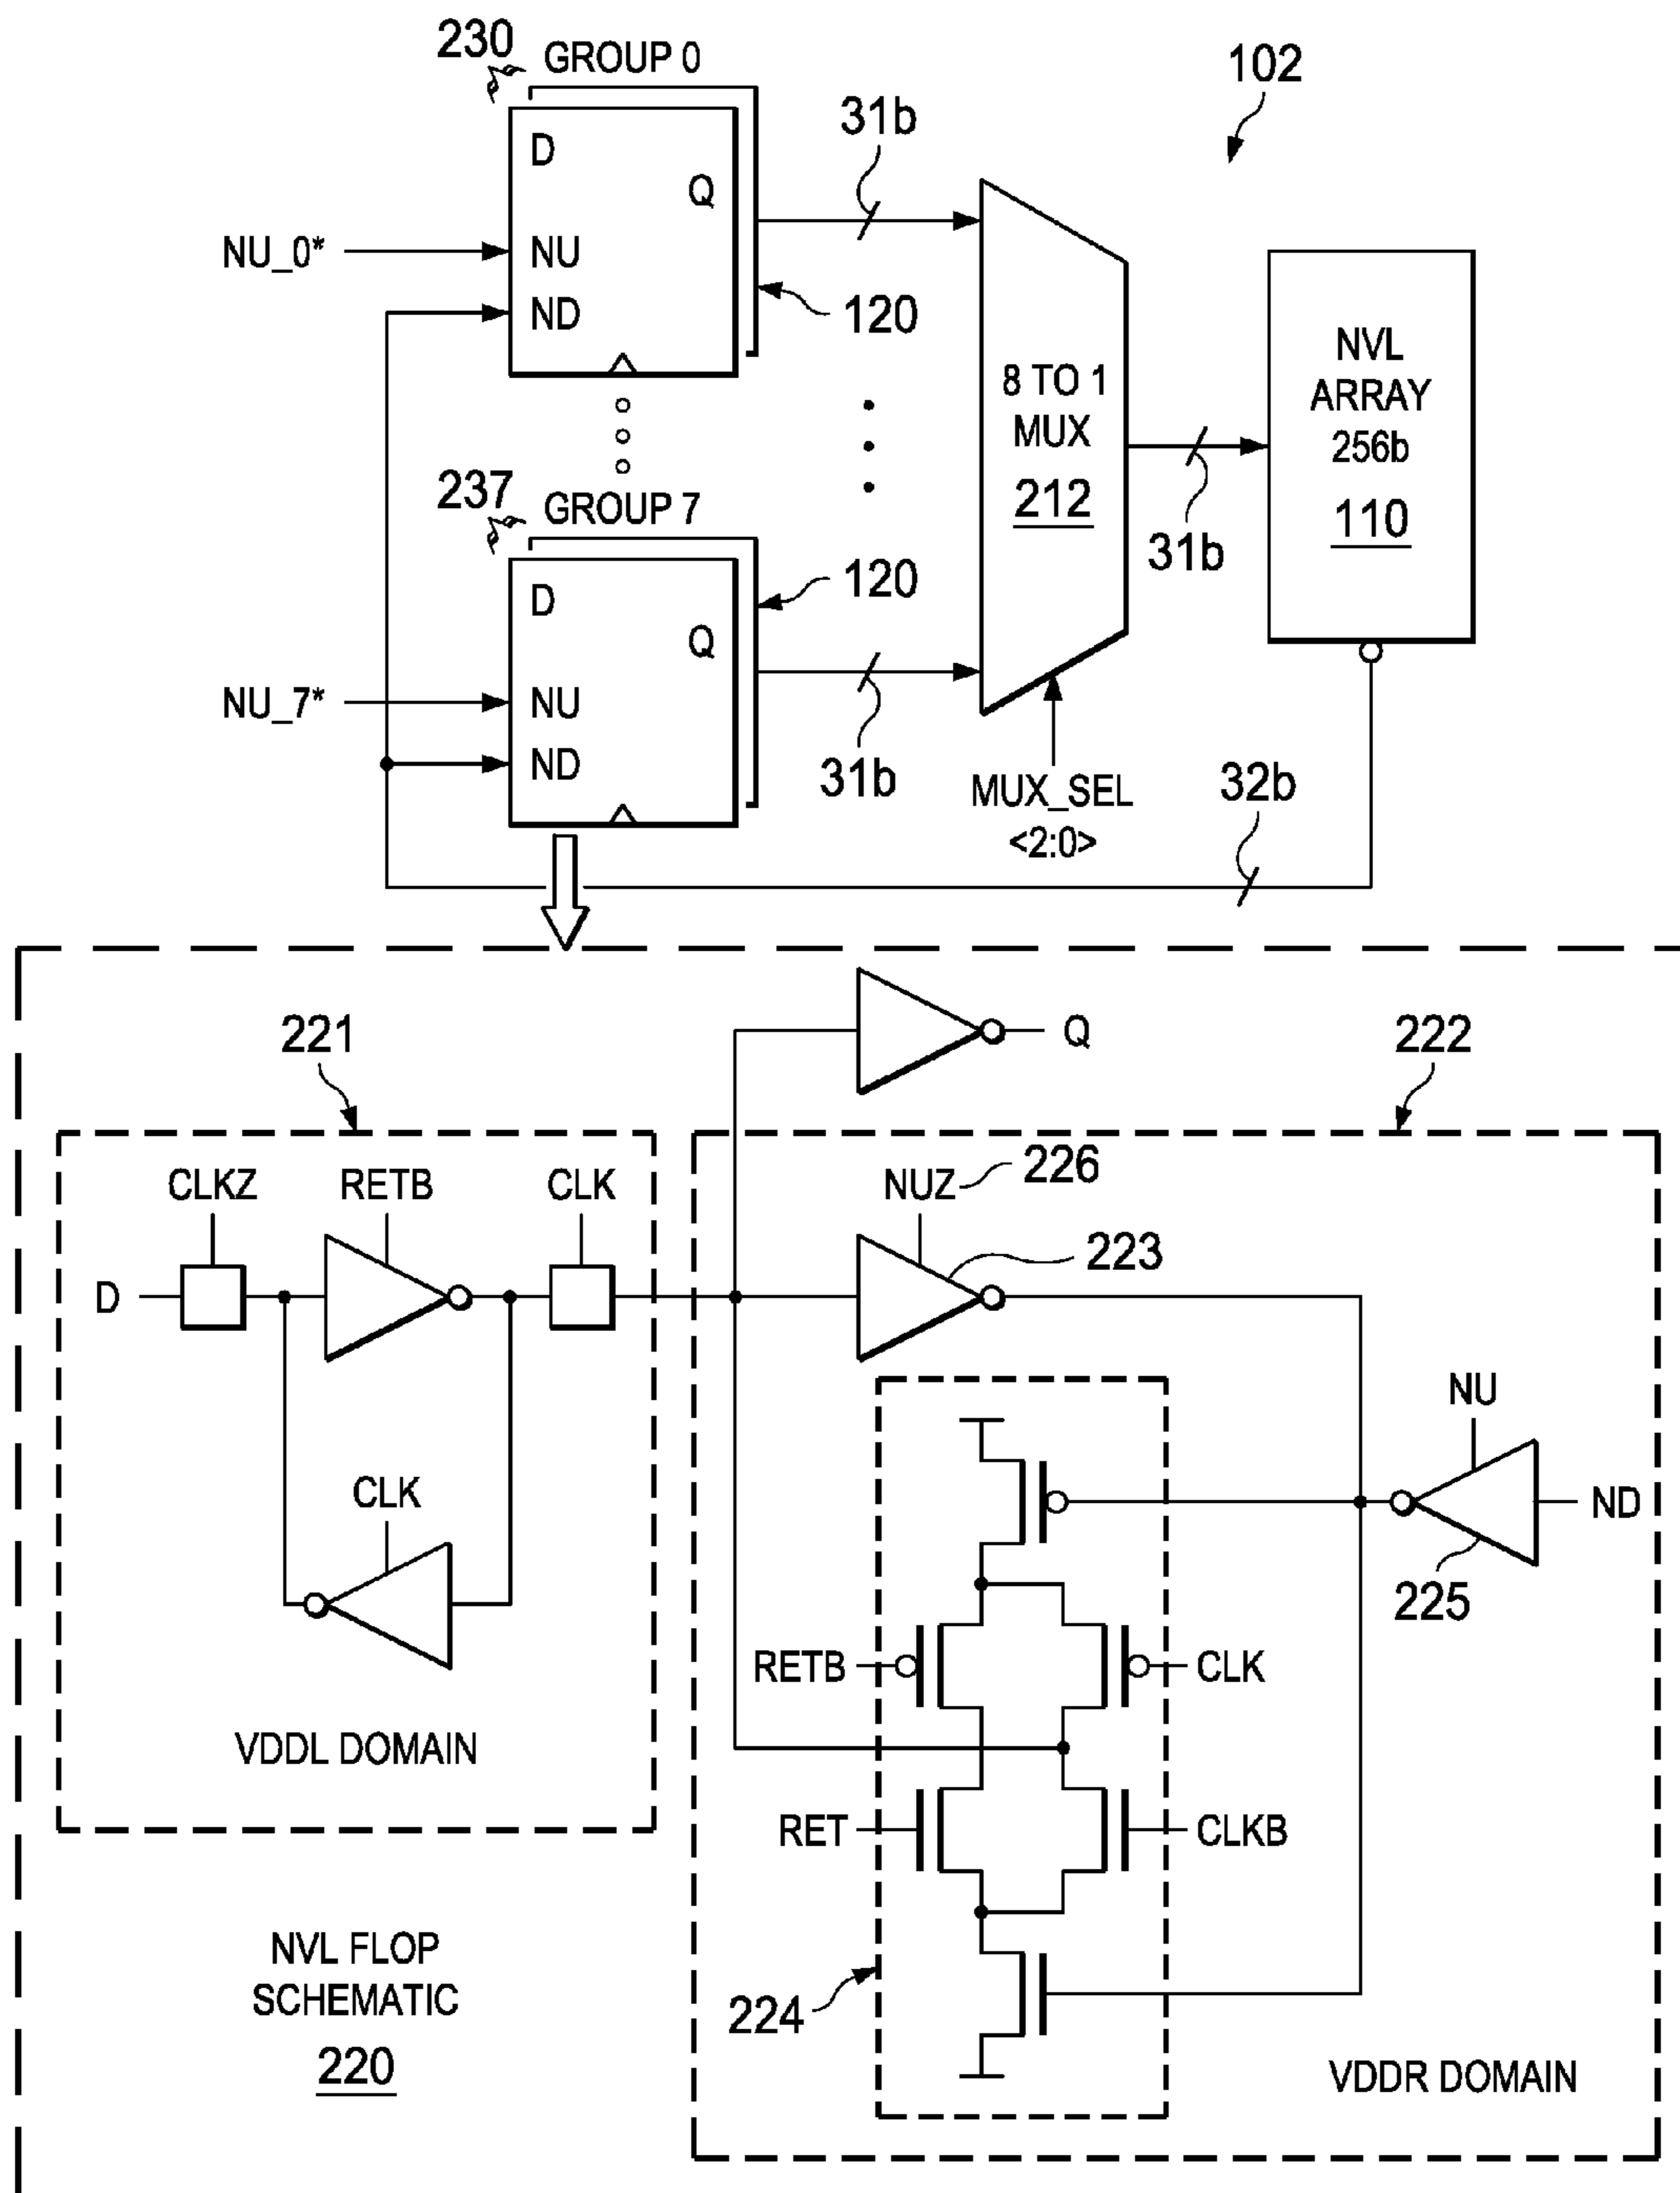 230
GROUP 0
102
31b
D
Q
NU_0*
NU
ND
120
8 TO 1
MUX
212
NVL
ARRAY
256b
110
31b
237
GROUP 7
120
D
Q
NU_7*
NU
ND
31b
MUX_SEL
<2:0>
32b
221
Q
222
CLKZ
RETB
CLK
NUZ
226
223
D
NU
CLK
ND
225
RETB
CLK
VDDL DOMAIN
RET
CLKB
NVL FLOP
SCHEMATIC
220
224
VDDR DOMAIN